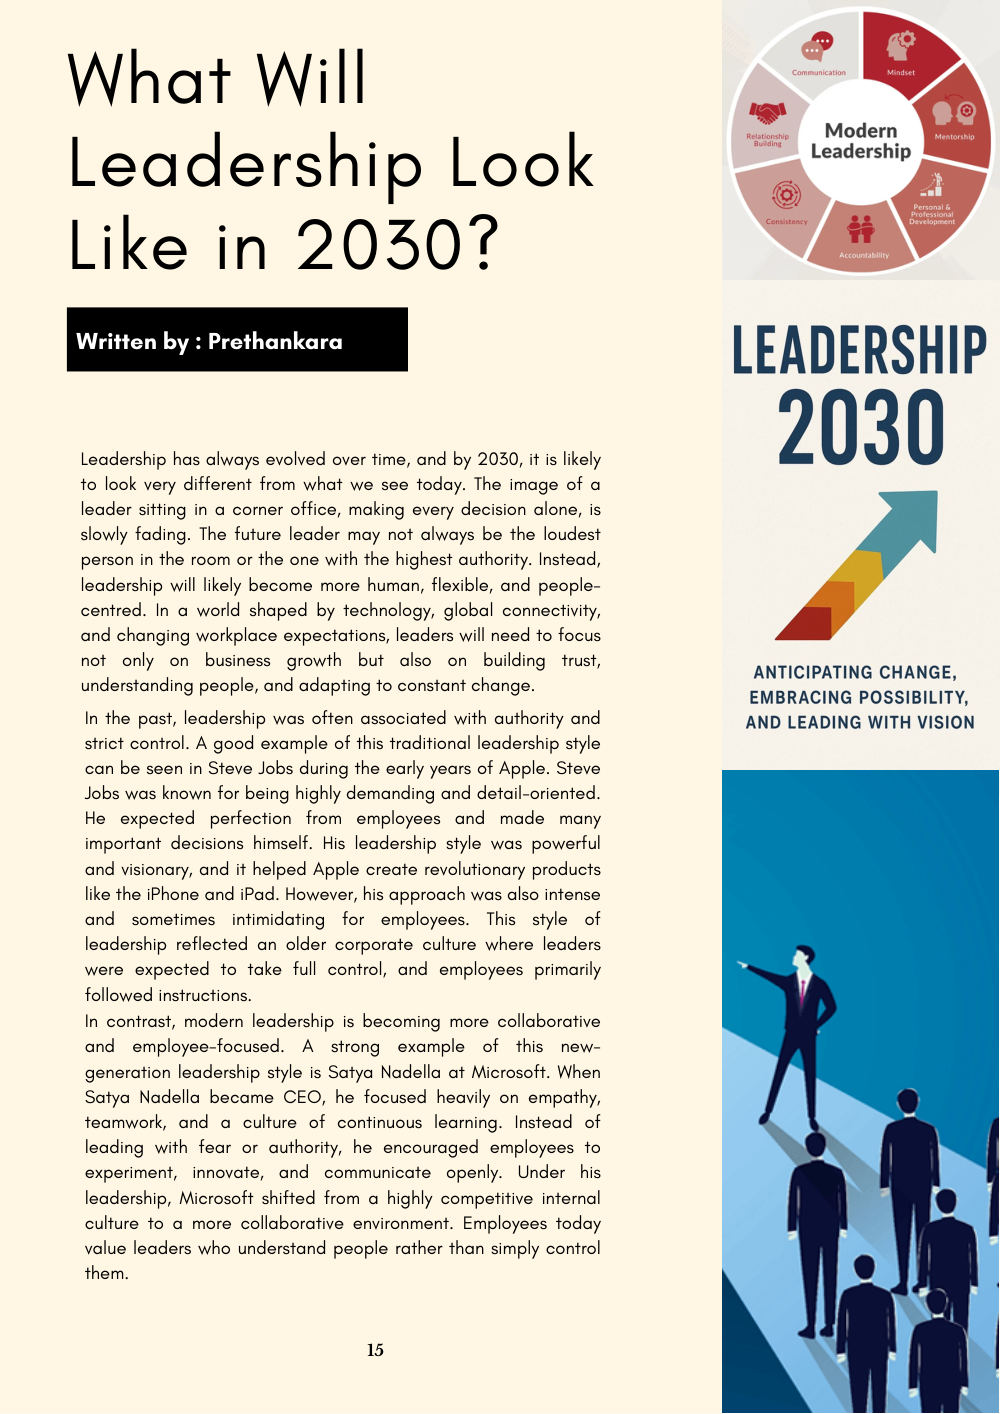 What Will
Leadership Look
Like in 2030?
Written by : Prethankara
Leadership has always evolved over time, and by 2030, it is likely
to look very different from what we see today. The image of a
leader sitting in a corner office, making every decision alone, is
slowly fading. The future leader may not always be the loudest
person in the room or the one with the highest authority. Instead,
leadership will likely become more human, flexible, and people-
centred. In a world shaped by technology, global connectivity,
and changing workplace expectations, leaders will need to focus
not only on business growth but also on building trust,
understanding people, and adapting to constant change.
In the past, leadership was often associated with authority and
strict control. A good example of this traditional leadership style
can be seen in Steve Jobs during the early years of Apple. Steve
Jobs was known for being highly demanding and detail-oriented.
He expected perfection from employees and made many
important decisions himself. His leadership style was powerful
and visionary, and it helped Apple create revolutionary products
like the iPhone and iPad. However, his approach was also intense
and sometimes intimidating for employees. This style of
leadership reflected an older corporate culture where leaders
were expected to take full control, and employees primarily
followed instructions.
In contrast, modern leadership is becoming more collaborative
and employee-focused. A strong example of this new-
generation leadership style is Satya Nadella at Microsoft. When
Satya Nadella became CEO, he focused heavily on empathy,
teamwork, and a culture of continuous learning. Instead of
leading with fear or authority, he encouraged employees to
experiment, innovate, and communicate openly. Under his
leadership, Microsoft shifted from a highly competitive internal
culture to a more collaborative environment. Employees today
value leaders who understand people rather than simply control
them.
15
Communication
Mindset
Relationship
Building
Modern
Leadership
Mentorship
Consistency
Personal &
Professional
Development
Accountability
LEADERSHIP
2030
ANTICIPATING CHANGE,
EMBRACING POSSIBILITY,
AND LEADING WITH VISION